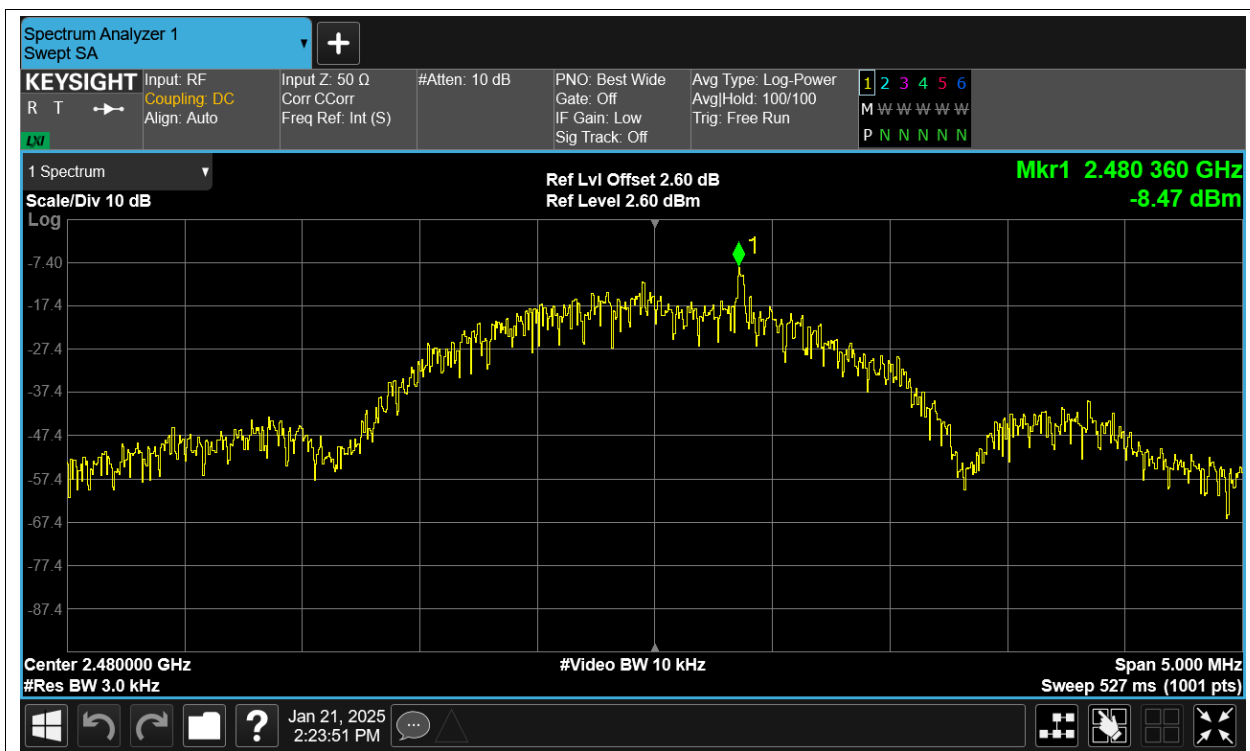 Spectrum Analyzer 1
Swept SA
+
KEYSIGHT
R T
LXI
Input: RF
Coupling: DC
Align: Auto
Input Z: 50 Ω
Corr CCorr
Freq Ref: Int (S)
#Atten: 10 dB
PNO: Best Wide
Gate: Off
IF Gain: Low
Sig Track: Off
Avg Type: Log-Power
Avg|Hold: 100/100
Trig: Free Run
1 2 3 4 5 6
M W W W W W
P N N N N N
1 Spectrum
Scale/Div 10 dB
Log
Ref Lvl Offset 2.60 dB
Ref Level 2.60 dBm
Mkr1 2.480 360 GHz
-8.47 dBm
1
-7.40
-17.4
-27.4
-37.4
-47.4
-57.4
-67.4
-77.4
-87.4
Center 2.480000 GHz
#Video BW 10 kHz
Span 5.000 MHz
#Res BW 3.0 kHz
Sweep 527 ms (1001 pts)
?
Jan 21, 2025
2:23:51 PM